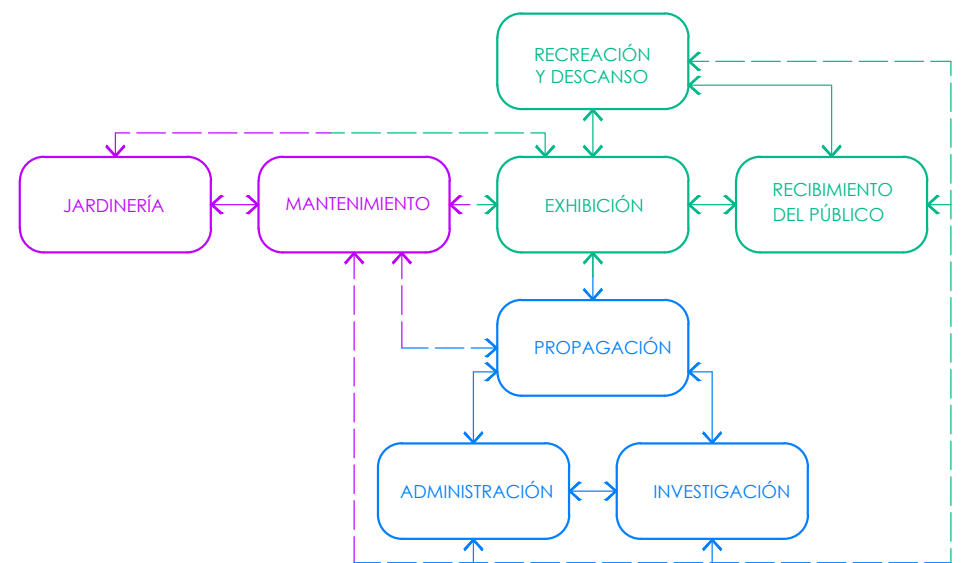 RECREACIÓN
Y DESCANSO
JARDINERÍA
MANTENIMIENTO
EXHIBICIÓN
RECIBIMIENTO
DEL PÚBLICO
PROPAGACIÓN
ADMINISTRACIÓN
INVESTIGACIÓN